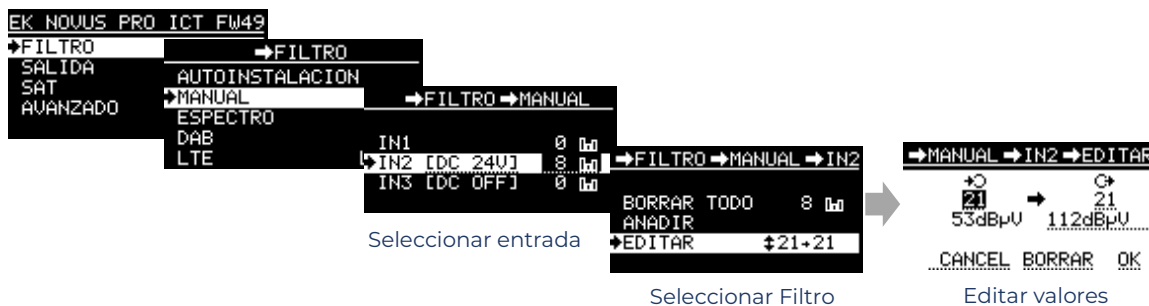 EK NOVUS PRO ICT FW49
➔FILTRO
SALIDA
SAT
AVANZADO
➔FILTRO
AUTOINSTALACION
➔MANUAL
ESPECTRO
DAB
LTE
➔FILTRO ➔MANUAL
IN1 0
IN2 [DC 24V] 8
IN3 [DC OFF] 0
Seleccionar entrada
➔FILTRO ➔MANUAL ➔IN2
BORRAR TODO 8
ANADIR
➔EDITAR ↕21→21
Seleccionar Filtro
➔MANUAL ➔IN2 ➔EDITAR
21 ➔ 21
53dBμV 112dBμV
CANCEL BORRAR OK
Editar valores